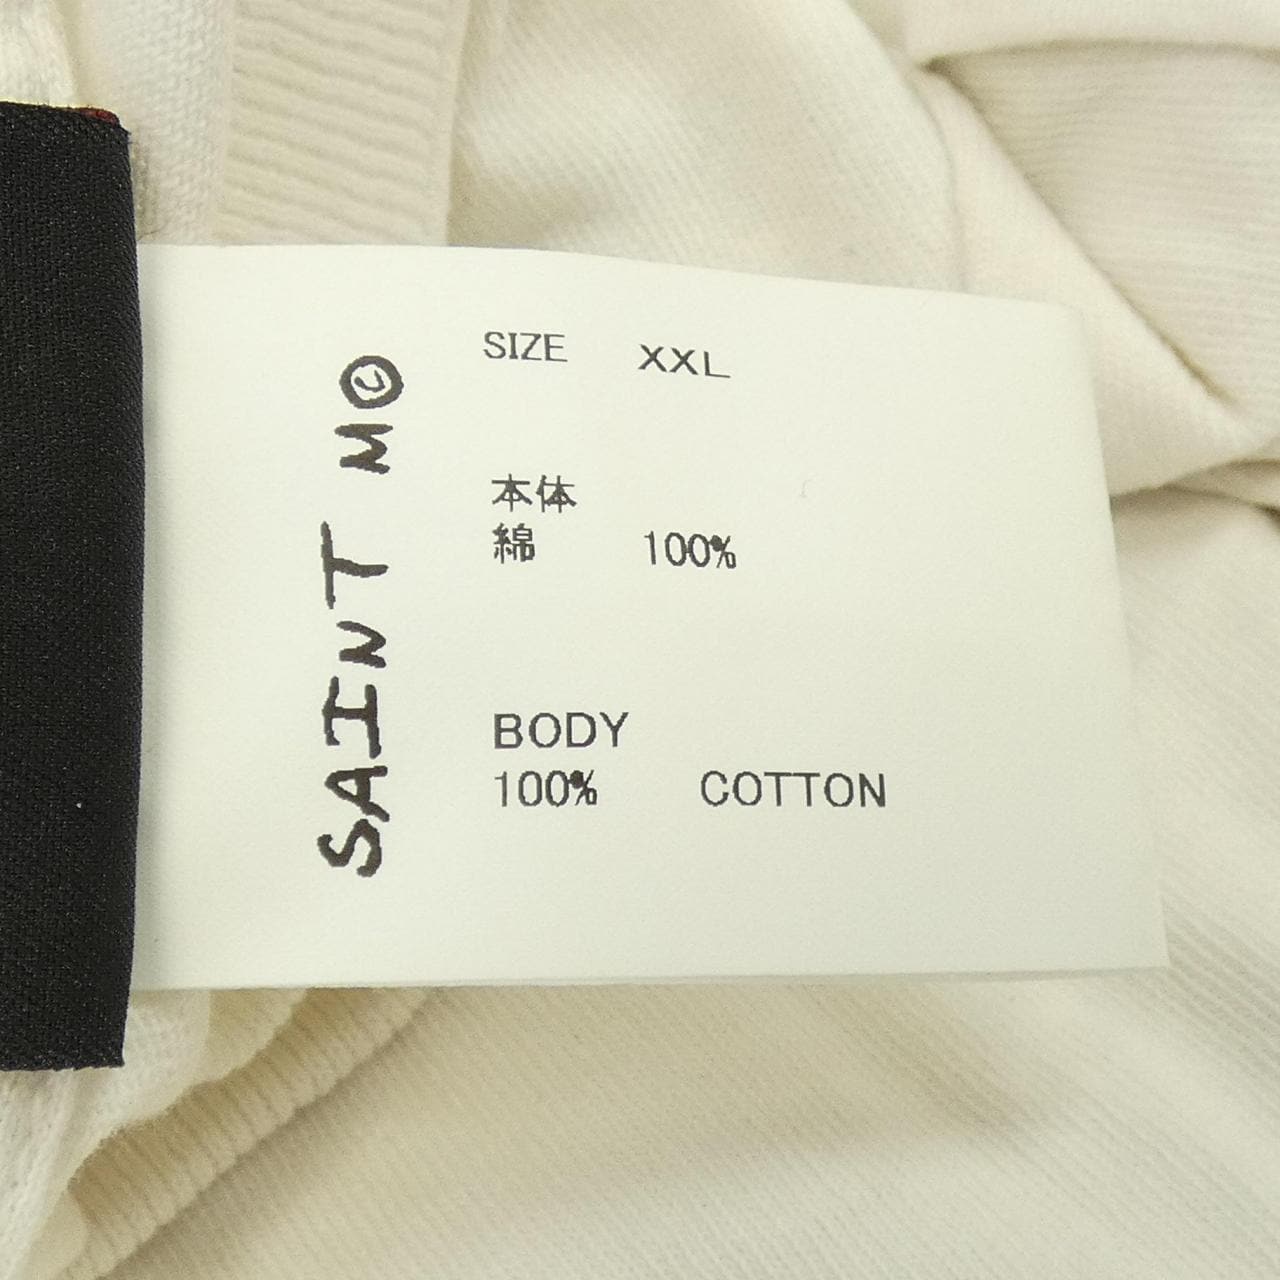 SAINT M©
SIZE XXL
本体
綿 100%
BODY
100% COTTON